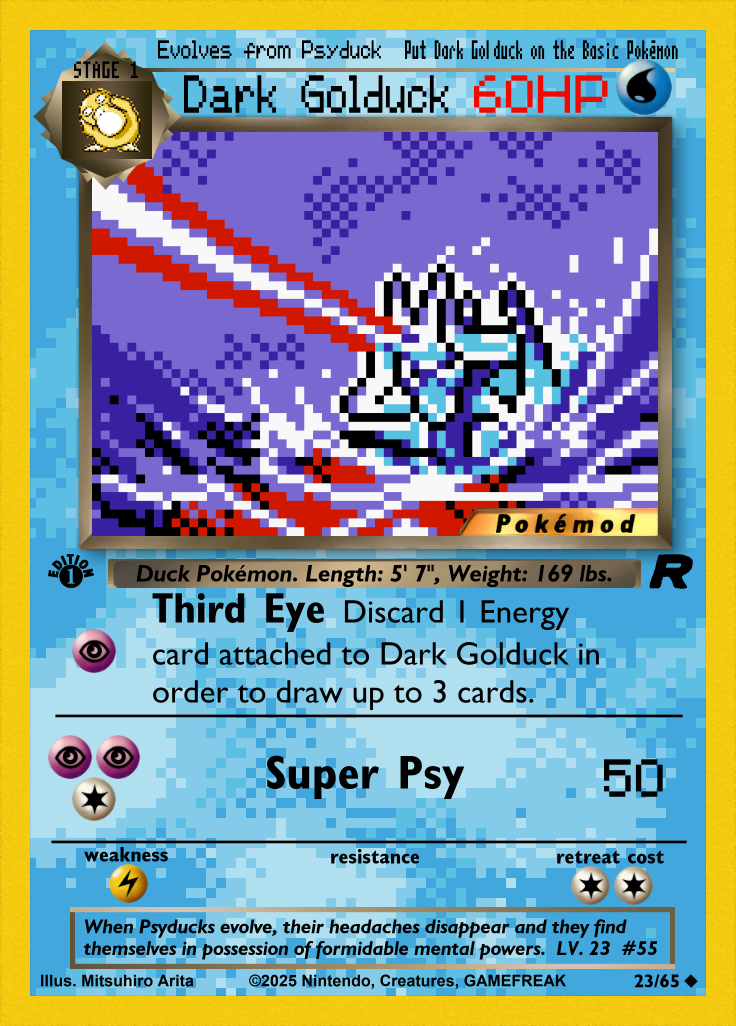 Evolves from Psyduck Put Dark Golduck on the Basic Pokémon
STAGE 1
Dark Golduck 60HP
Pokémod
EDITION 1
Duck Pokémon. Length: 5' 7", Weight: 169 lbs. R
Third Eye Discard 1 Energy
card attached to Dark Golduck in
order to draw up to 3 cards.
Super Psy 50
weakness resistance retreat cost
When Psyducks evolve, their headaches disappear and they find
themselves in possession of formidable mental powers. LV. 23 #55
Illus. Mitsuhiro Arita ©2025 Nintendo, Creatures, GAMEFREAK 23/65